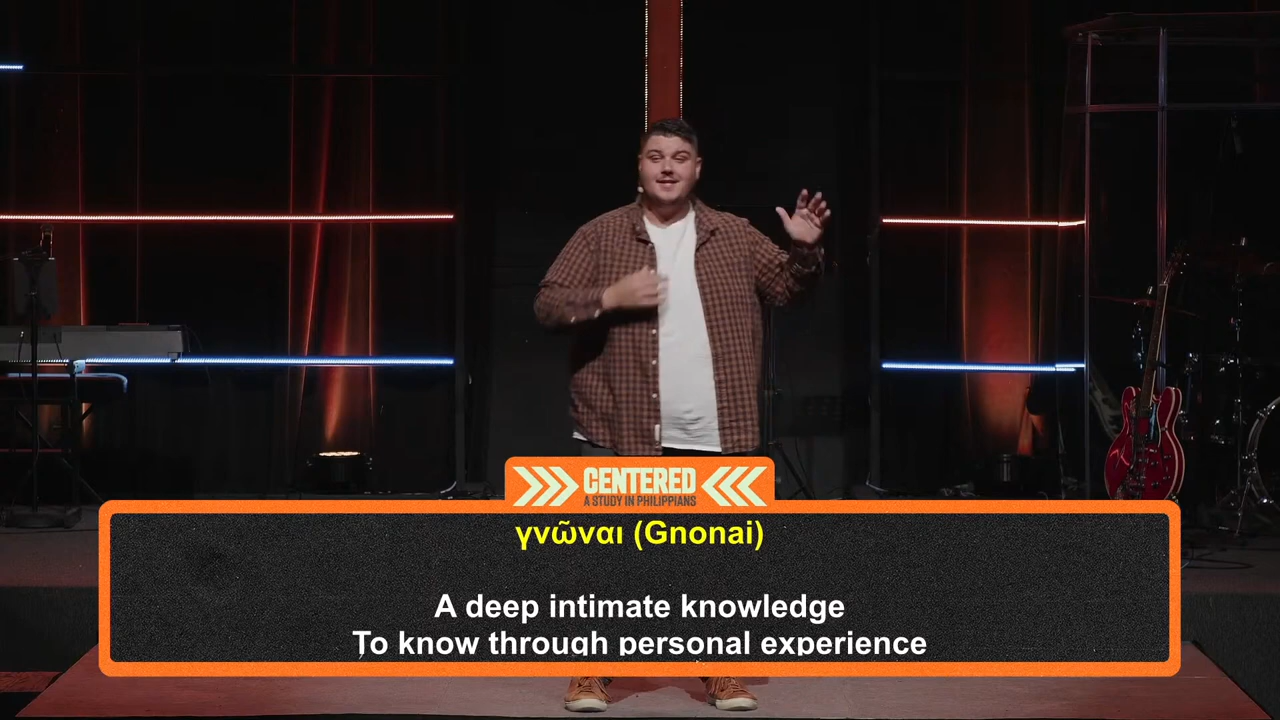 CENTERED
A STUDY IN PHILIPPIANS
γνῶναι (Gnonai)
A deep intimate knowledge
To know through personal experience